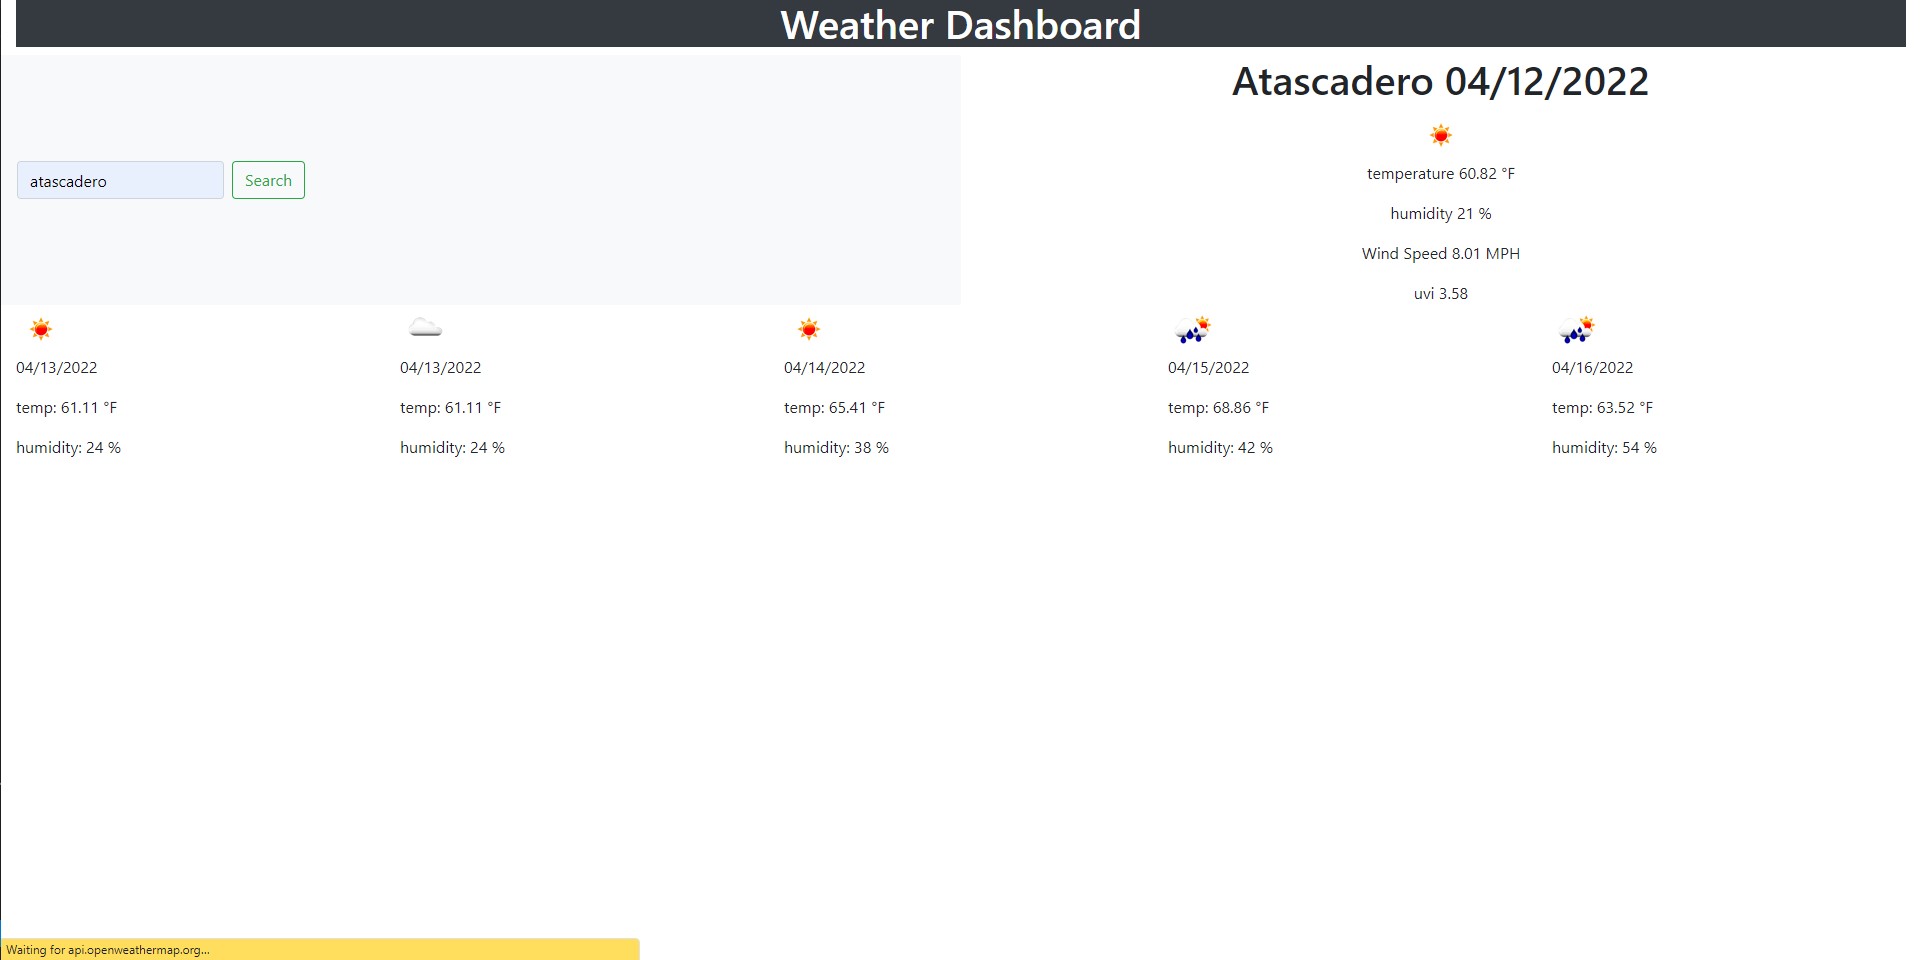 Weather Dashboard
atascadero
Search
Atascadero 04/12/2022
temperature 60.82 °F
humidity 21 %
Wind Speed 8.01 MPH
uvi 3.58
04/13/2022
temp: 61.11 °F
humidity: 24 %
04/13/2022
temp: 61.11 °F
humidity: 24 %
04/14/2022
temp: 65.41 °F
humidity: 38 %
04/15/2022
temp: 68.86 °F
humidity: 42 %
04/16/2022
temp: 63.52 °F
humidity: 54 %
Waiting for api.openweathermap.org...